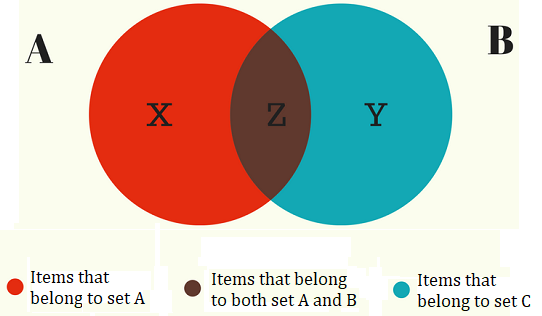 A
B
X
Z
Y
Items that
belong to set A
Items that belong
to both set A and B
Items that
belong to set C